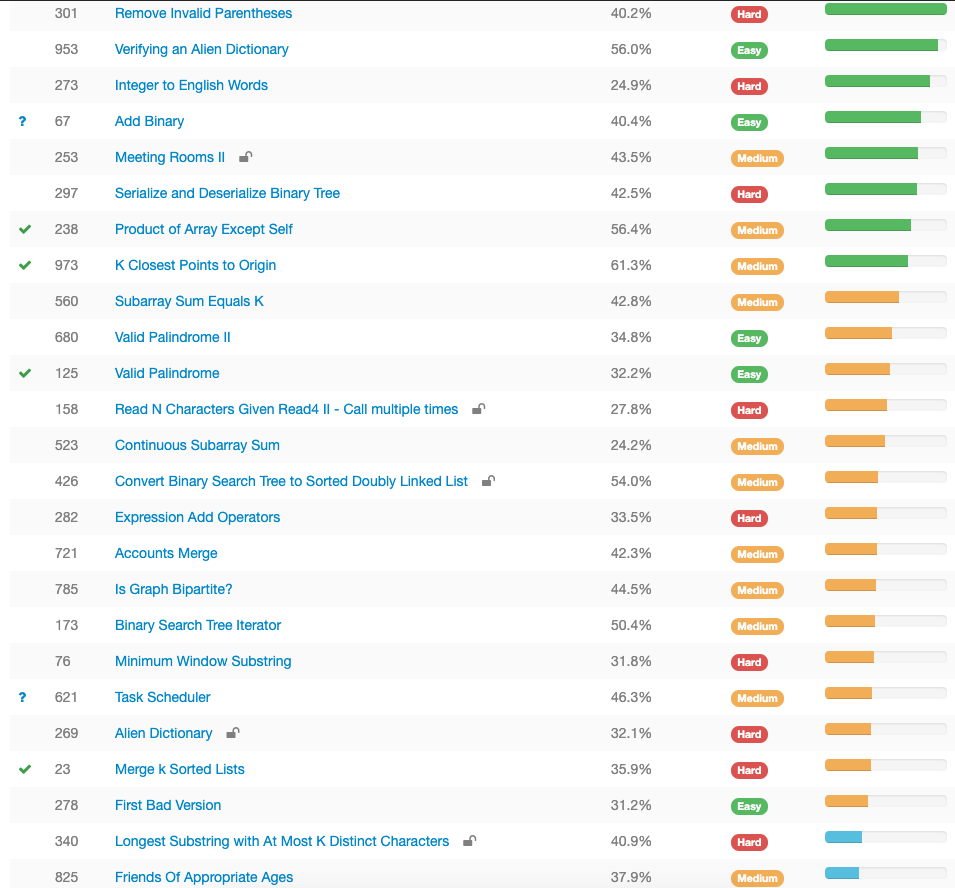 301 Remove Invalid Parentheses 40.2% Hard
953 Verifying an Alien Dictionary 56.0% Easy
273 Integer to English Words 24.9% Hard
? 67 Add Binary 40.4% Easy
253 Meeting Rooms II 43.5% Medium
297 Serialize and Deserialize Binary Tree 42.5% Hard
238 Product of Array Except Self 56.4% Medium
973 K Closest Points to Origin 61.3% Medium
560 Subarray Sum Equals K 42.8% Medium
680 Valid Palindrome II 34.8% Easy
125 Valid Palindrome 32.2% Easy
158 Read N Characters Given Read4 II - Call multiple times 27.8% Hard
523 Continuous Subarray Sum 24.2% Medium
426 Convert Binary Search Tree to Sorted Doubly Linked List 54.0% Medium
282 Expression Add Operators 33.5% Hard
721 Accounts Merge 42.3% Medium
785 Is Graph Bipartite? 44.5% Medium
173 Binary Search Tree Iterator 50.4% Medium
76 Minimum Window Substring 31.8% Hard
? 621 Task Scheduler 46.3% Medium
269 Alien Dictionary 32.1% Hard
23 Merge k Sorted Lists 35.9% Hard
278 First Bad Version 31.2% Easy
340 Longest Substring with At Most K Distinct Characters 40.9% Hard
825 Friends Of Appropriate Ages 37.9% Medium